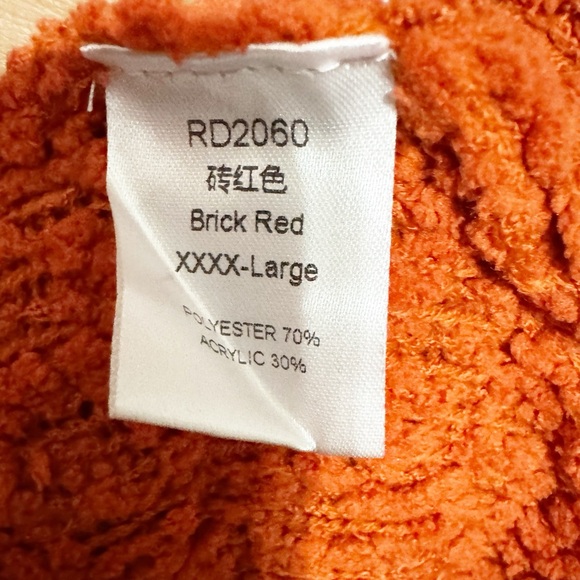 RD2060
砖红色
Brick Red
XXXX-Large
POLYESTER 70%
ACRYLIC 30%